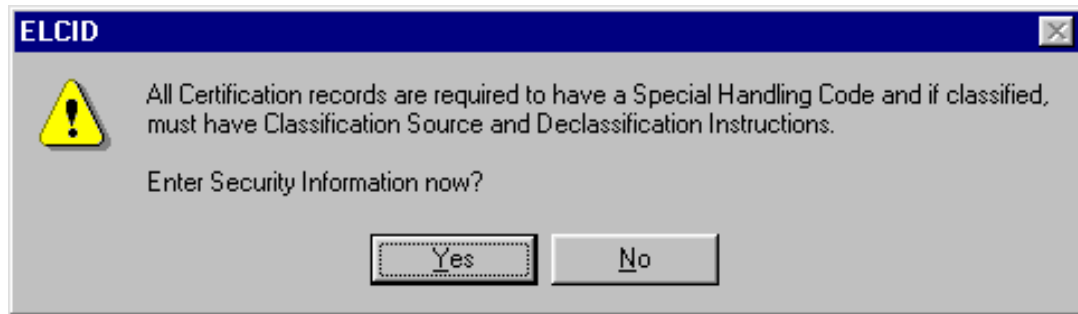 ELCID
All Certification records are required to have a Special Handling Code and if classified,
must have Classification Source and Declassification Instructions.
Enter Security Information now?
Yes
No